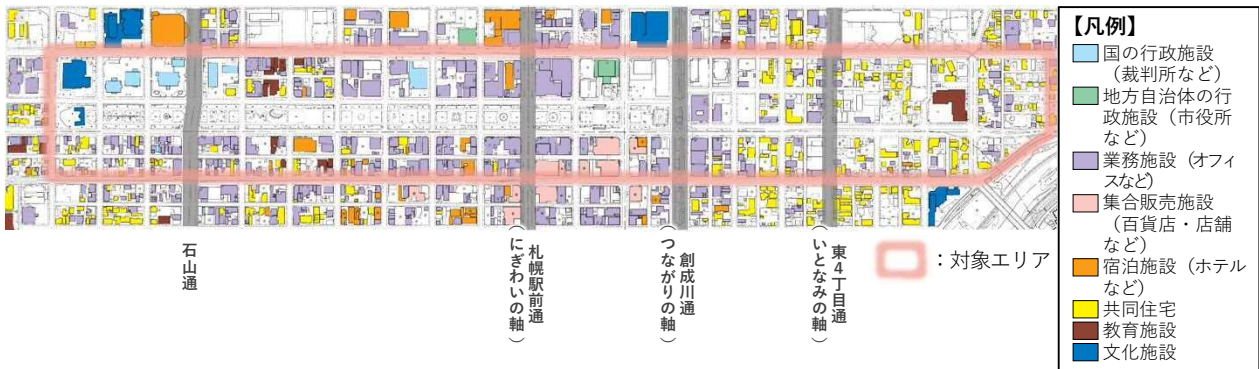 【凡例】
国の行政施設
（裁判所など）
地方自治体の行
政施設（市役所
など）
業務施設（オフィ
スなど）
集合販売施設
（百貨店・店舗
など）
宿泊施設（ホテル
など）
共同住宅
教育施設
文化施設
石山通
札幌駅前通
（にぎわいの軸）
創成川通
（つながりの軸）
東４丁目通
（いとなみの軸）
：対象エリア